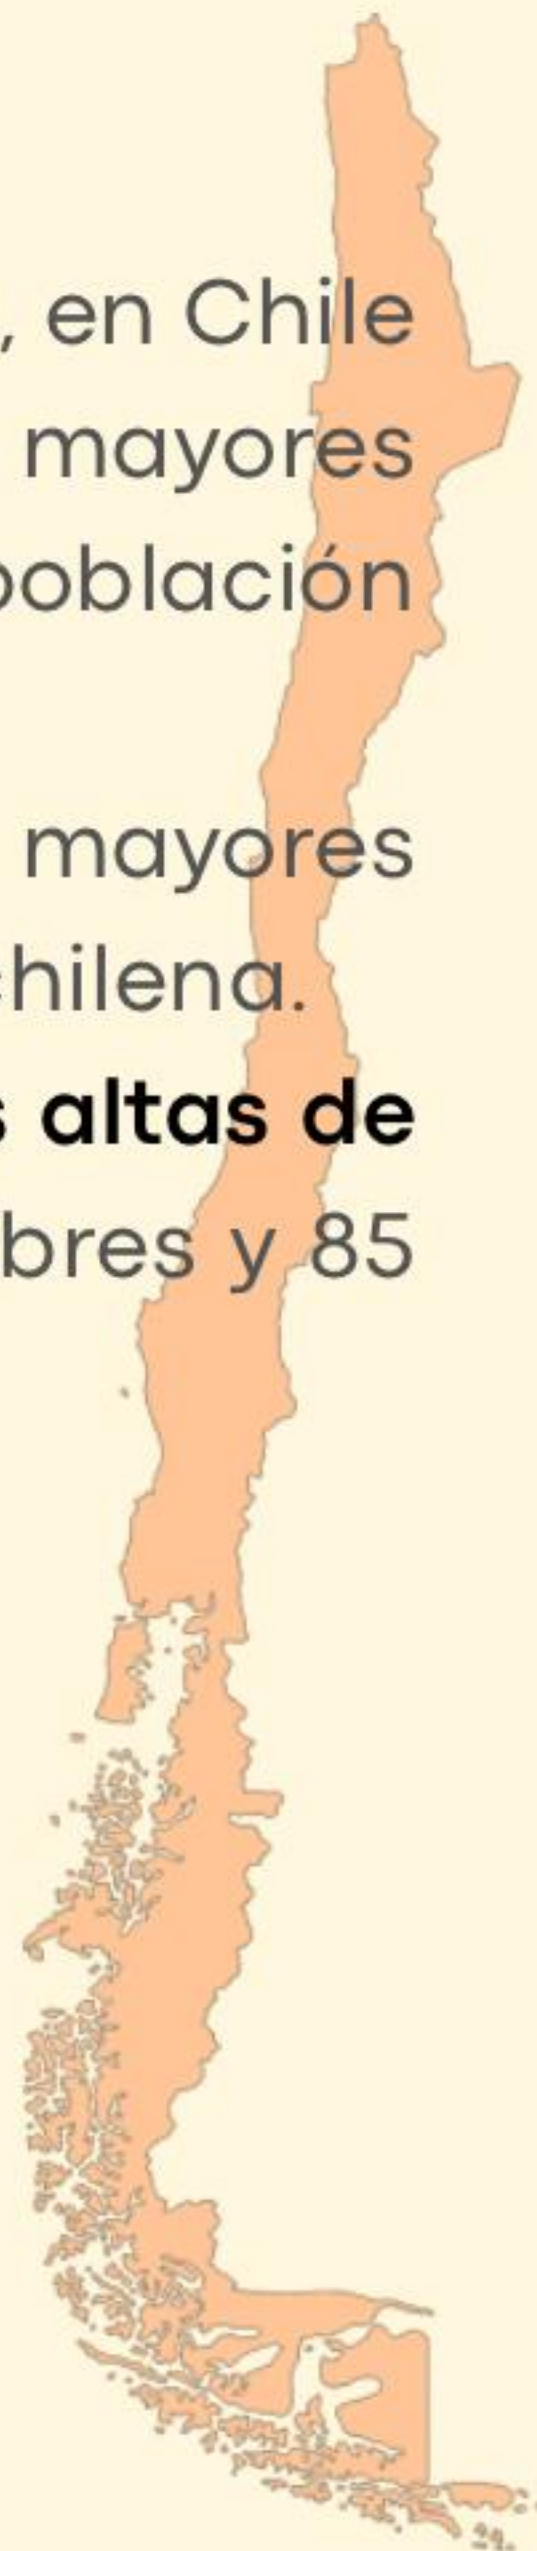 , en Chile
mayores
población
mayores
chilena.
s altas de
bres y 85